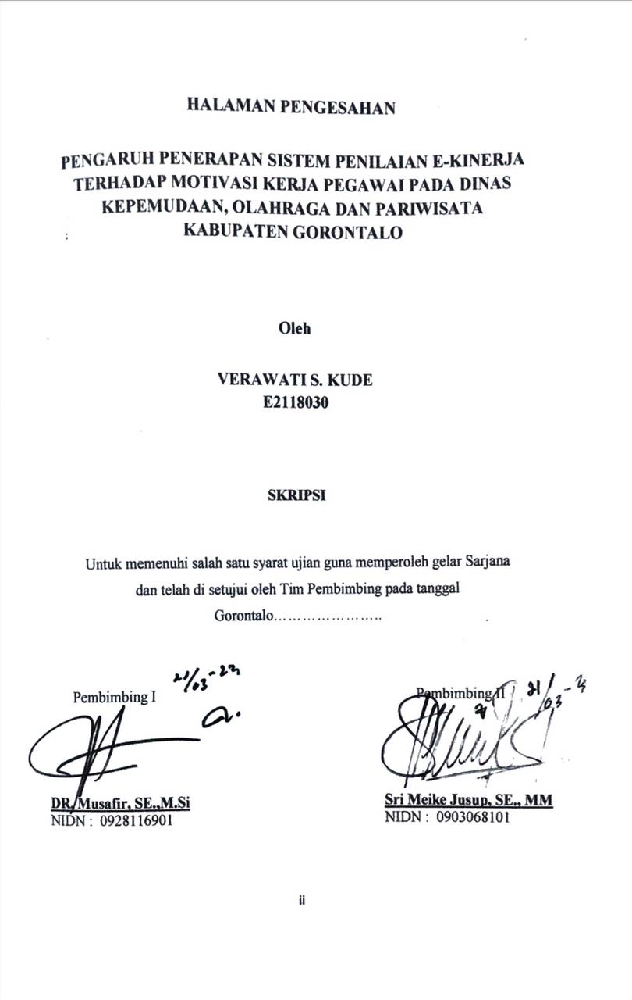 HALAMAN PENGESAHAN
PENGARUH PENERAPAN SISTEM PENILAIAN E-KINERJA
TERHADAP MOTIVASI KERJA PEGAWAI PADA DINAS
KEPEMUDAAN, OLAHRAGA DAN PARIWISATA
KABUPATEN GORONTALO
Oleh
VERAWATI S. KUDE
E2118030
SKRIPSI
Untuk memenuhi salah satu syarat ujian guna memperoleh gelar Sarjana
dan telah di setujui oleh Tim Pembimbing pada tanggal
Gorontalo.......................
21/03-23
Pembimbing I
Pembimbing II
21/03-23
DR. Musafir, SE.,M.Si
NIDN : 0928116901
Sri Meike Jusup, SE., MM
NIDN : 0903068101
ii